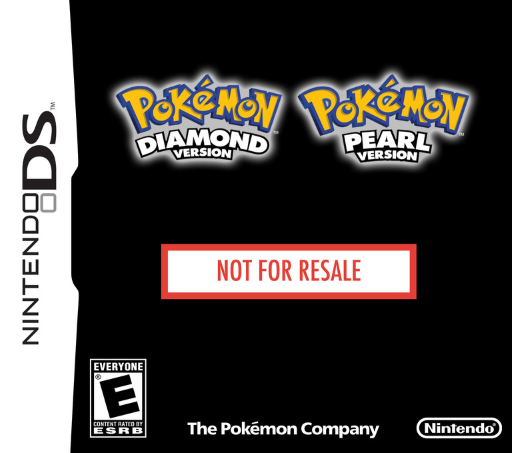 NINTENDO DS™
POKéMON POKéMON
DIAMOND PEARL
VERSION VERSION
NOT FOR RESALE
EVERYONE
E
CONTENT RATED BY
ESRB
The Pokémon Company
Nintendo®